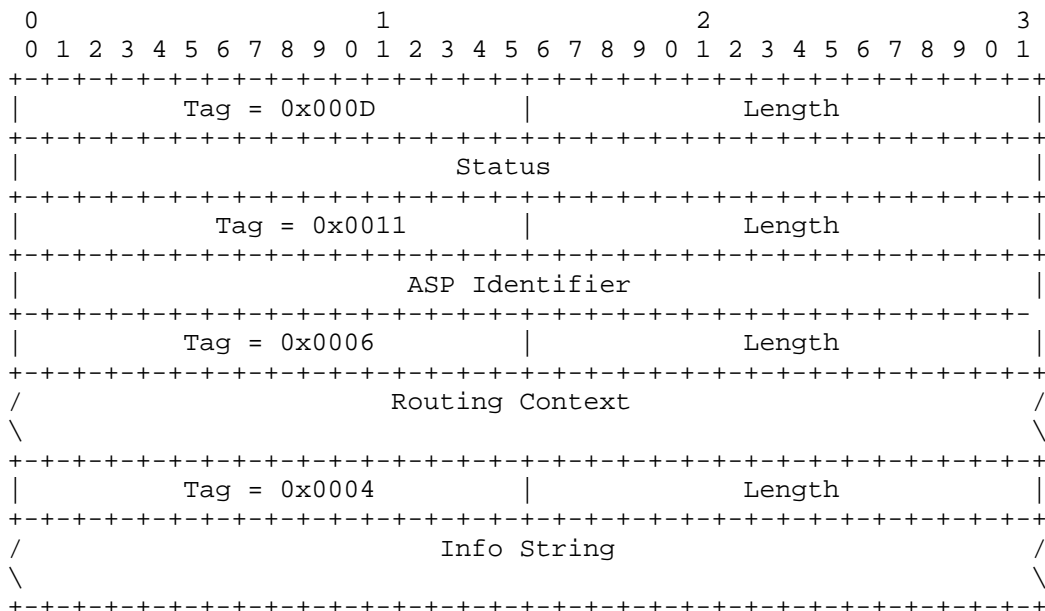 0                   1                   2                   3
 0 1 2 3 4 5 6 7 8 9 0 1 2 3 4 5 6 7 8 9 0 1 2 3 4 5 6 7 8 9 0 1
+-+-+-+-+-+-+-+-+-+-+-+-+-+-+-+-+-+-+-+-+-+-+-+-+-+-+-+-+-+-+-+-+
|          Tag = 0x000D         |             Length            |
+-+-+-+-+-+-+-+-+-+-+-+-+-+-+-+-+-+-+-+-+-+-+-+-+-+-+-+-+-+-+-+-+
|                           Status                              |
+-+-+-+-+-+-+-+-+-+-+-+-+-+-+-+-+-+-+-+-+-+-+-+-+-+-+-+-+-+-+-+-+
|            Tag = 0x0011       |             Length            |
+-+-+-+-+-+-+-+-+-+-+-+-+-+-+-+-+-+-+-+-+-+-+-+-+-+-+-+-+-+-+-+-+
|                        ASP Identifier                         |
+-+-+-+-+-+-+-+-+-+-+-+-+-+-+-+-+-+-+-+-+-+-+-+-+-+-+-+-+-+-+-+-
|          Tag = 0x0006         |             Length            |
+-+-+-+-+-+-+-+-+-+-+-+-+-+-+-+-+-+-+-+-+-+-+-+-+-+-+-+-+-+-+-+-+
/                       Routing Context                         /
\                                                               \
+-+-+-+-+-+-+-+-+-+-+-+-+-+-+-+-+-+-+-+-+-+-+-+-+-+-+-+-+-+-+-+-+
|          Tag = 0x0004         |             Length            |
+-+-+-+-+-+-+-+-+-+-+-+-+-+-+-+-+-+-+-+-+-+-+-+-+-+-+-+-+-+-+-+-+
/                          Info String                          /
\                                                               \
+-+-+-+-+-+-+-+-+-+-+-+-+-+-+-+-+-+-+-+-+-+-+-+-+-+-+-+-+-+-+-+-+